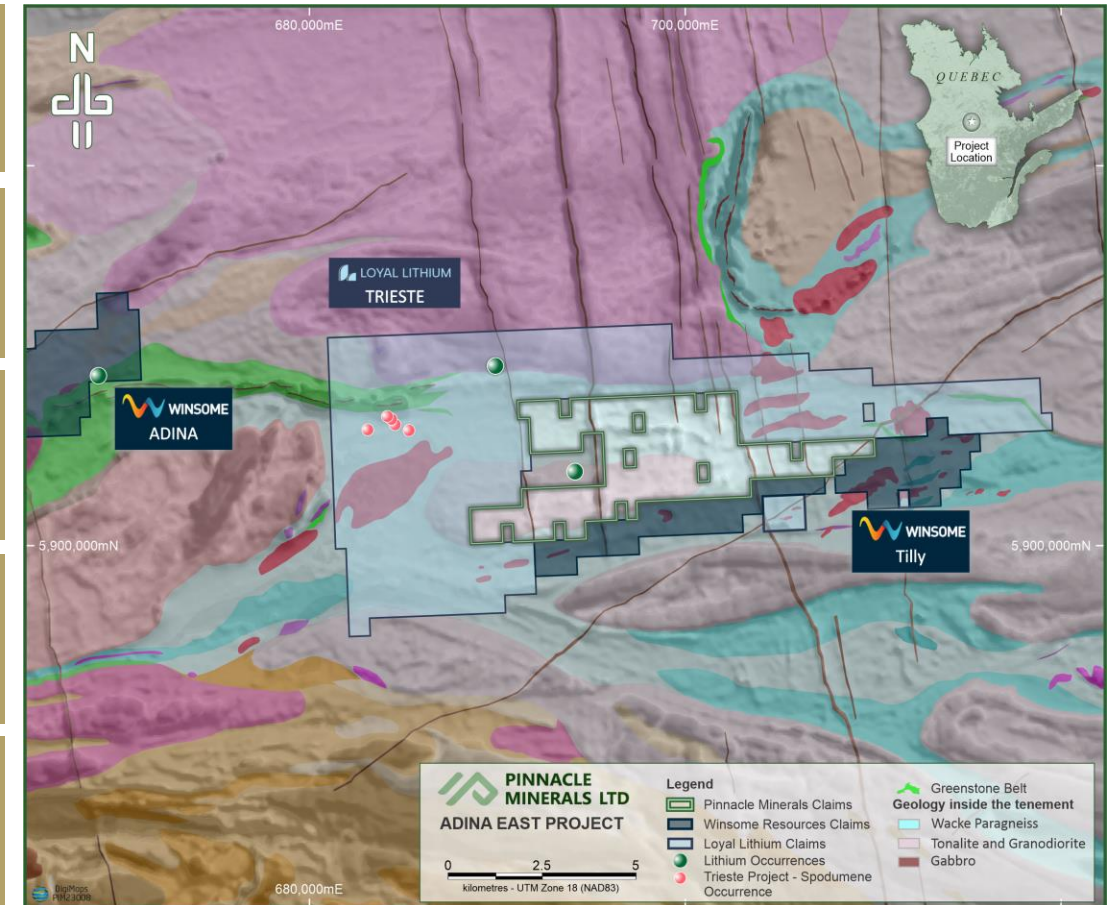 680,000mE
700,000mE
N
QUEBEC
Project
Location
LOYAL LITHIUM
TRIESTE
WINSOME
ADINA
5,900,000mN
5,900,000mN
WINSOME
Tilly
PINNACLE
MINERALS LTD
ADINA EAST PROJECT
0 2.5 5
kilometres - UTM Zone 18 (NAD83)
Legend
Pinnacle Minerals Claims
Winsome Resources Claims
Loyal Lithium Claims
Lithium Occurrences
Trieste Project - Spodumene
Occurrence
Greenstone Belt
Geology inside the tenement
Wacke Paragneiss
Tonalite and Granodiorite
Gabbro
DigiMaps
680,000mE